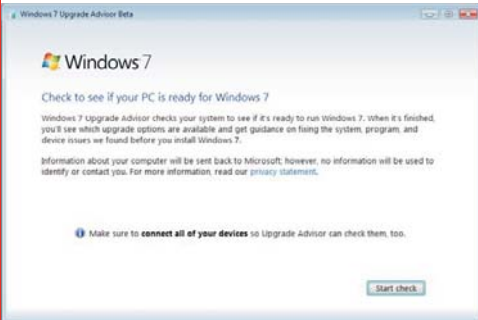 Windows 7 Upgrade Advisor Beta
Windows 7
Check to see if your PC is ready for Windows 7
Windows 7 Upgrade Advisor checks your system to see if it's ready to run Windows 7. When it's finished,
you'll see which upgrade options are available and get guidance on fixing the system, program, and
device issues we found before you install Windows 7.
Information about your computer will be sent back to Microsoft; however, no information will be used to
identify or contact you. For more information, read our privacy statement.
Make sure to connect all of your devices so Upgrade Advisor can check them, too.
Start check